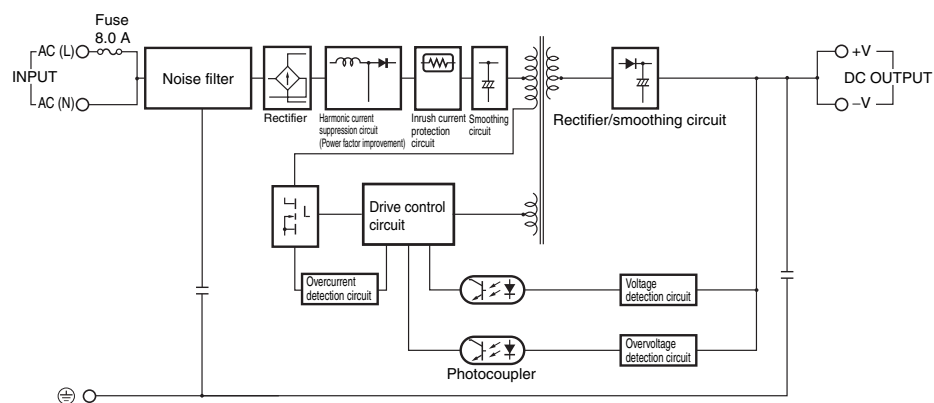 Fuse
8.0 A
AC (L)
INPUT
AC (N)
Noise filter
Rectifier
Harmonic current
suppression circuit
(Power factor improvement)
Inrush current
protection
circuit
Smoothing
circuit
Rectifier/smoothing circuit
+V
DC OUTPUT
−V
Drive control
circuit
Overcurrent
detection circuit
Voltage
detection circuit
Overvoltage
detection circuit
Photocoupler